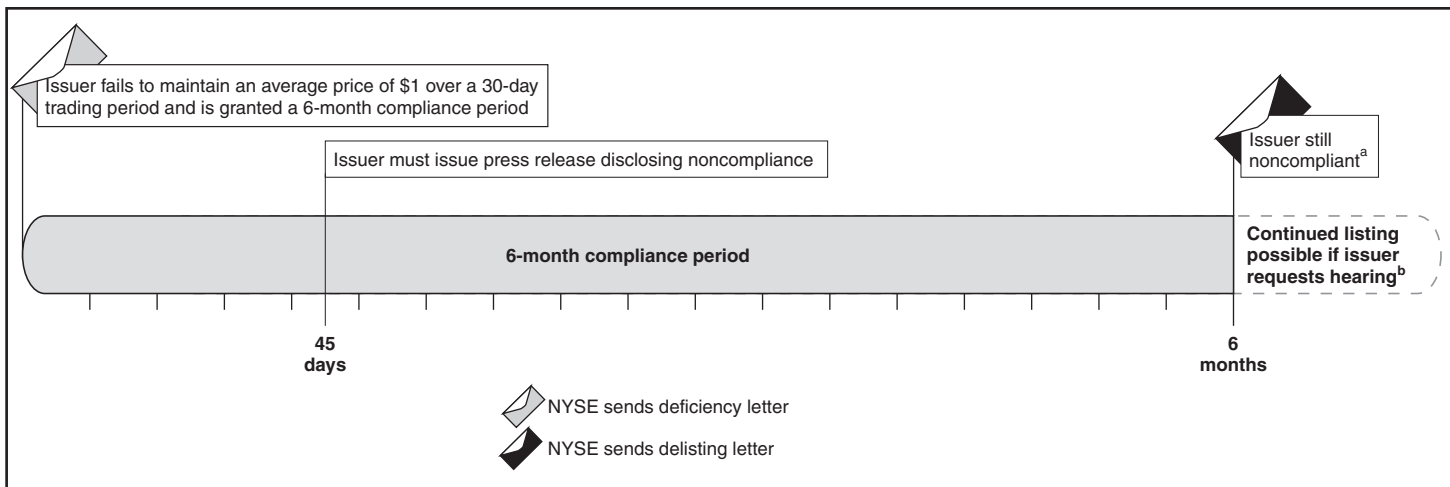 Issuer fails to maintain an average price of $1 over a 30-day
trading period and is granted a 6-month compliance period
Issuer must issue press release disclosing noncompliance
Issuer still
noncompliantᵃ
6-month compliance period
Continued listing
possible if issuer
requests hearingᵇ
45
days
6
months
NYSE sends deficiency letter
NYSE sends delisting letter